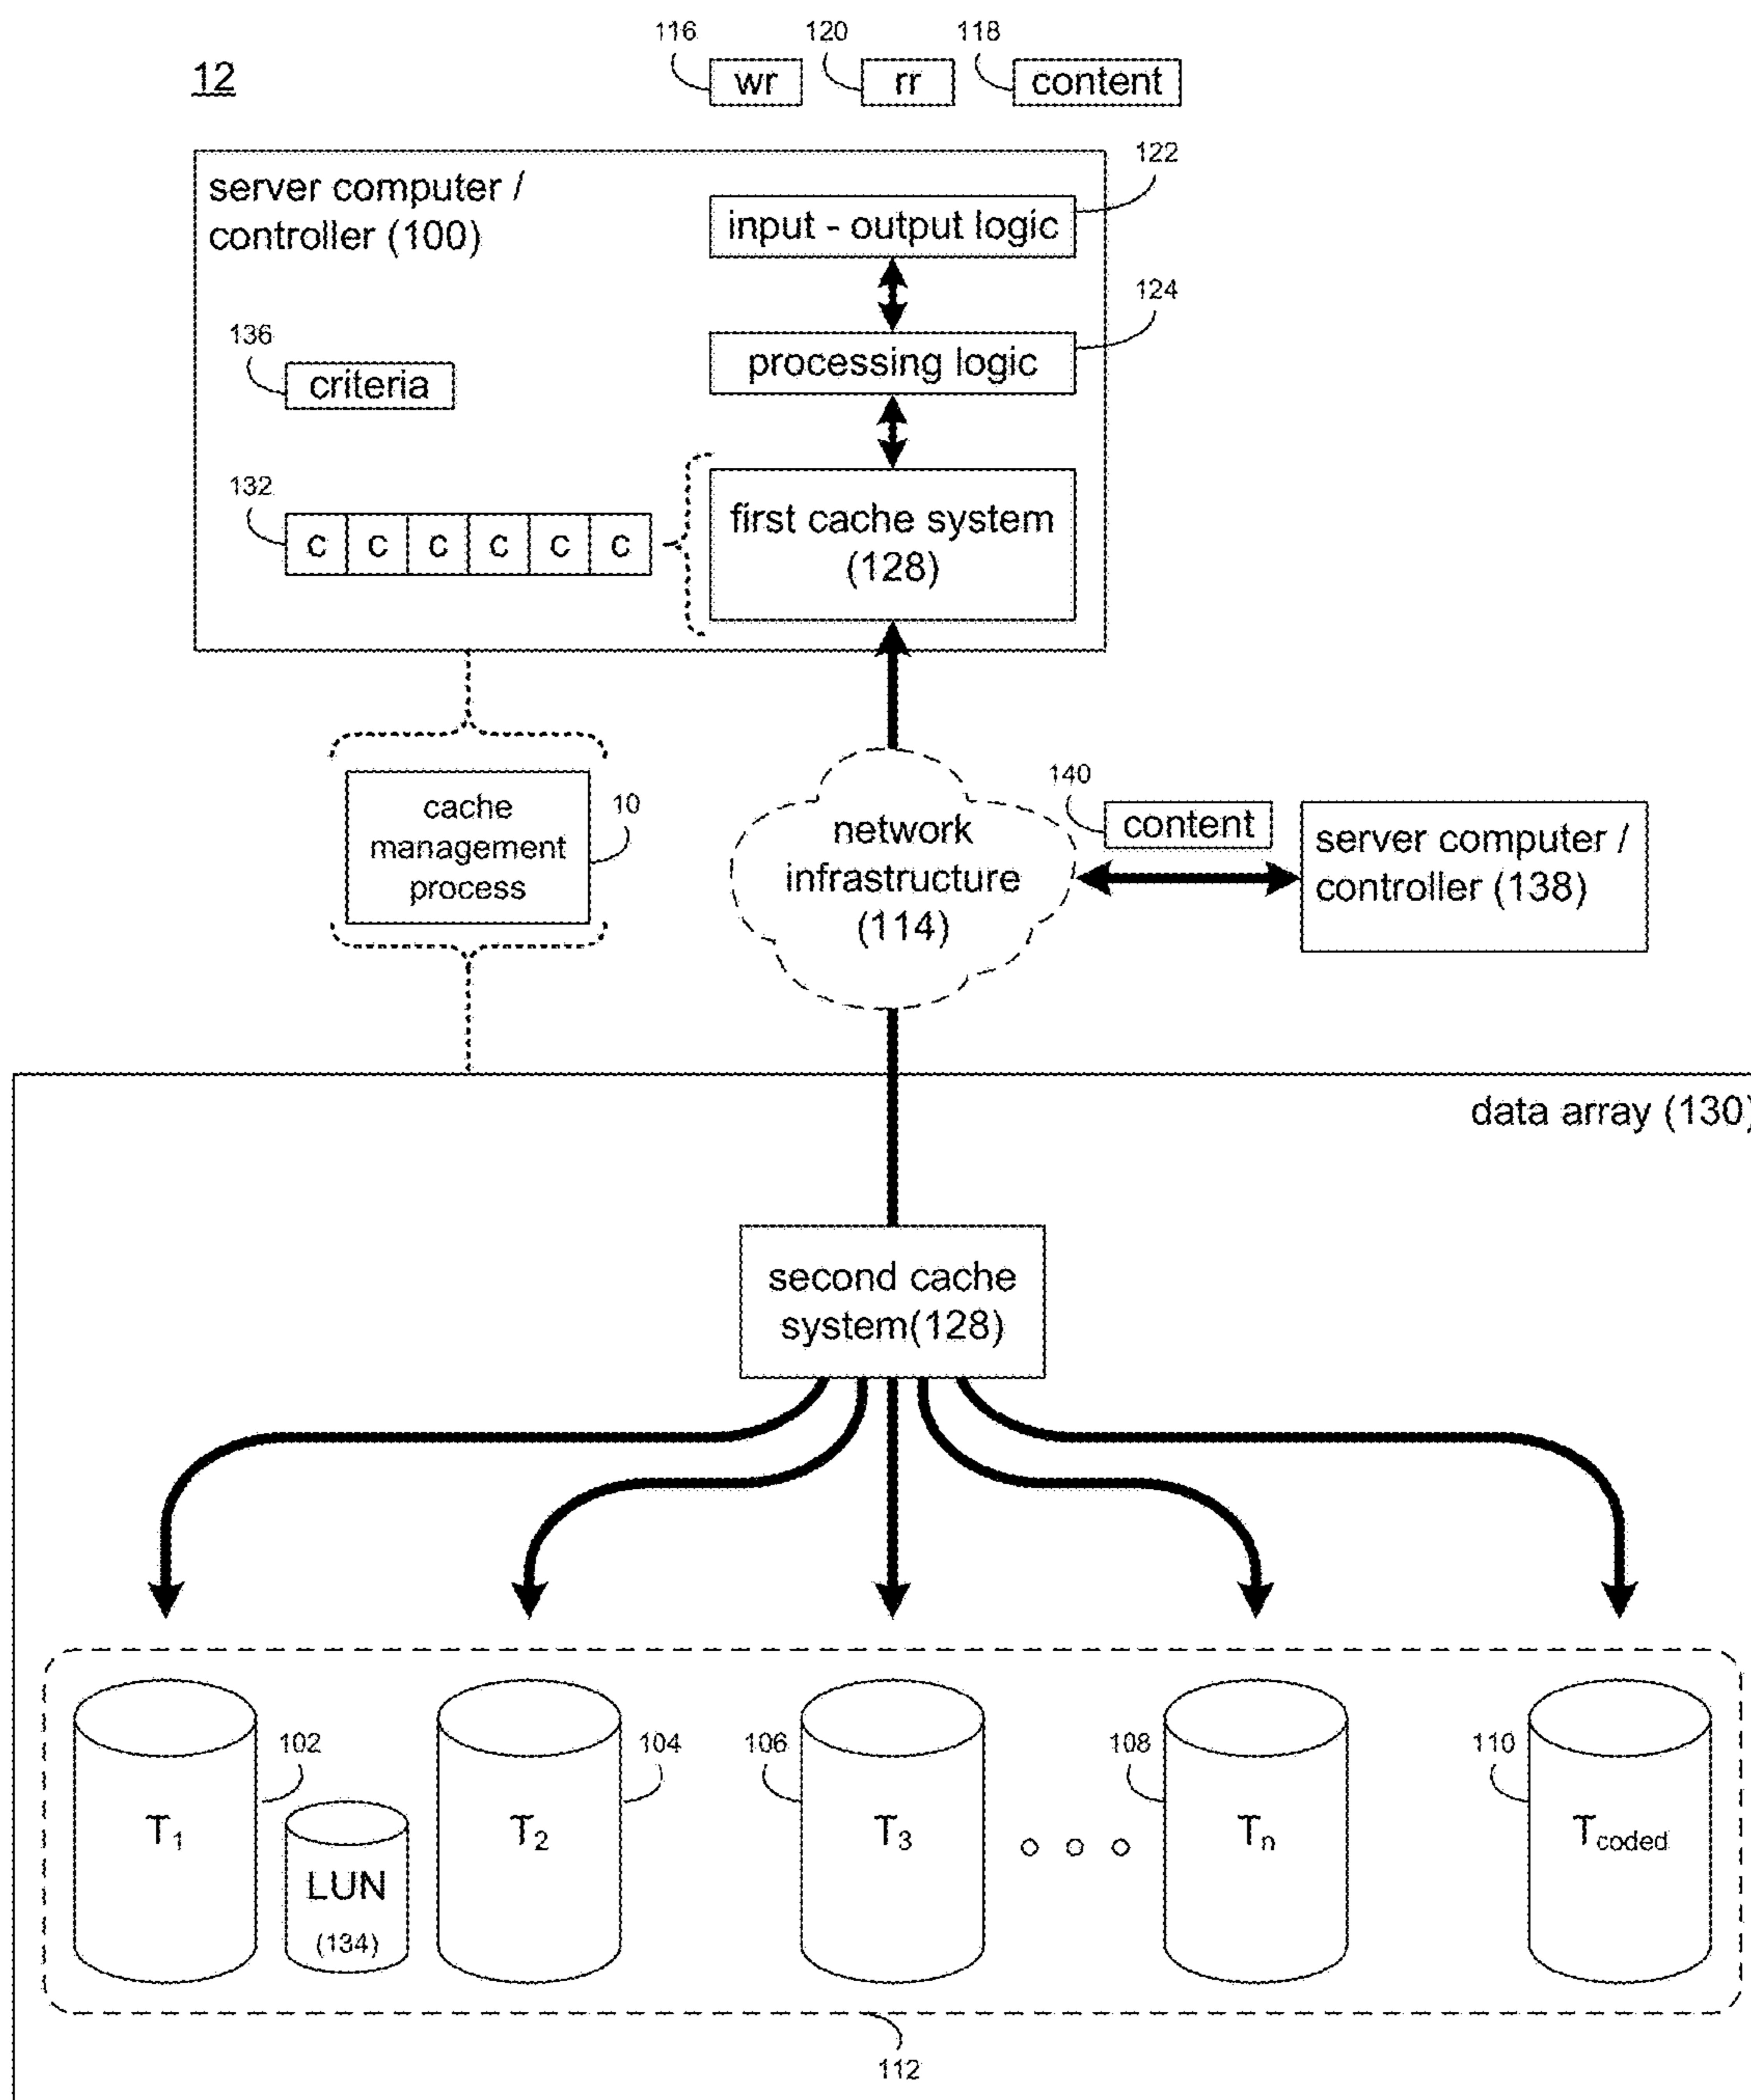 116
120
118
12
wr
rr
content
122
server computer /
controller (100)
input - output logic
124
136
processing logic
criteria
132
c c c c c c
first cache system
(128)
cache
management
process
10
network
infrastructure
(114)
140
content
server computer /
controller (138)
data array (130)
second cache
system(128)
102
104
106
108
110
T1
T2
T3
Tn
Tcoded
LUN
(134)
112